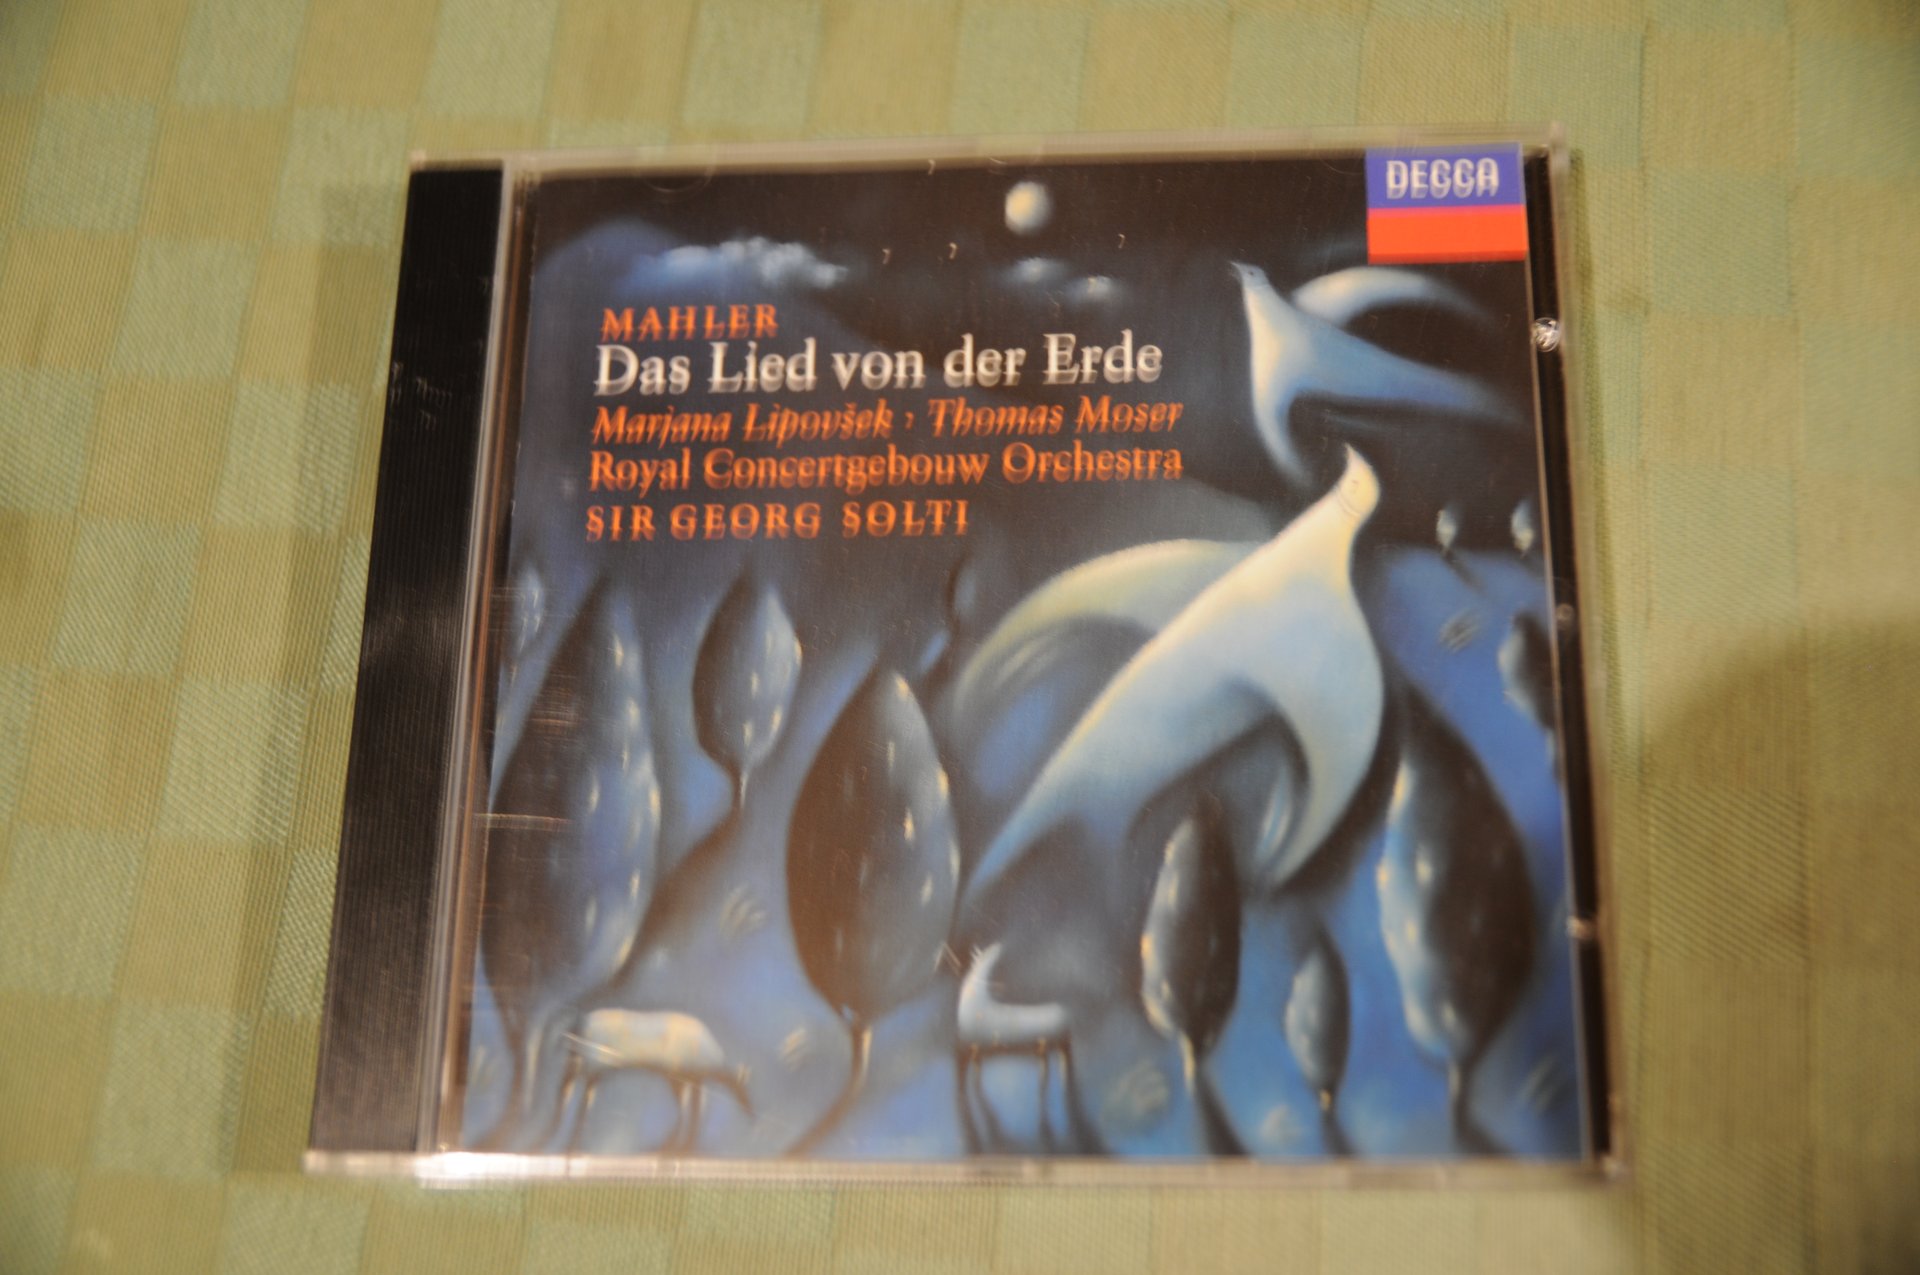 DECCA
MAHLER
Das Lied von der Erde
Marjana Lipovšek · Thomas Moser
Royal Concertgebouw Orchestra
SIR GEORG SOLTI